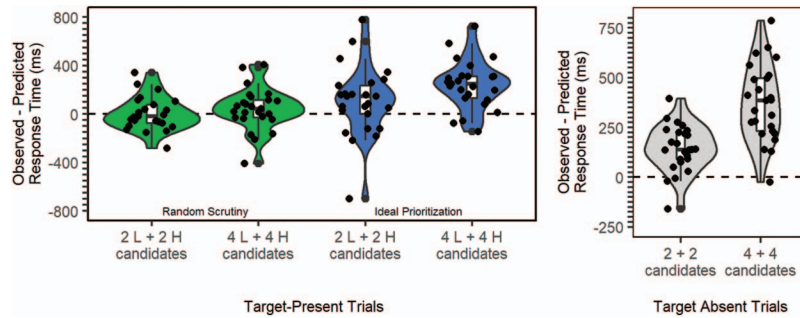 Observed - Predicted
Response Time (ms)
800
400
0
-400
-800
Random Scrutiny
Ideal Prioritization
2 L + 2 H
candidates
4 L + 4 H
candidates
2 L + 2 H
candidates
4 L + 4 H
candidates
Target-Present Trials
Observed - Predicted
Response Time (ms)
750
500
250
0
-250
2 + 2
candidates
4 + 4
candidates
Target Absent Trials